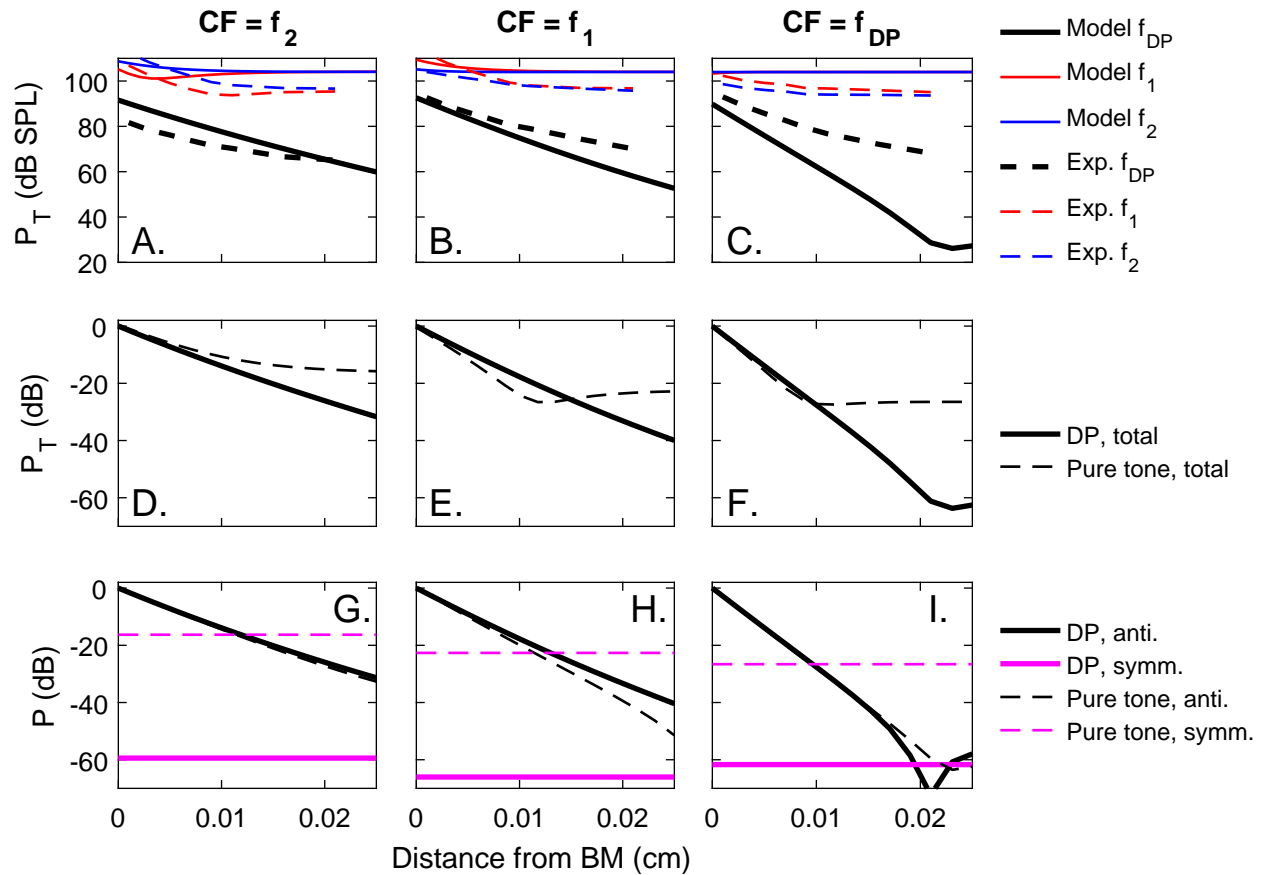 CF = f2 CF = f1 CF = fDP
PT (dB SPL)
100
80
60
40
20
A. B. C.
Model fDP
Model f1
Model f2
Exp. fDP
Exp. f1
Exp. f2
PT (dB)
0
-20
-40
-60
D. E. F.
DP, total
Pure tone, total
P (dB)
0
-20
-40
-60
G. H. I.
DP, anti.
DP, symm.
Pure tone, anti.
Pure tone, symm.
0 0.01 0.02 0 0.01 0.02 0 0.01 0.02
Distance from BM (cm)